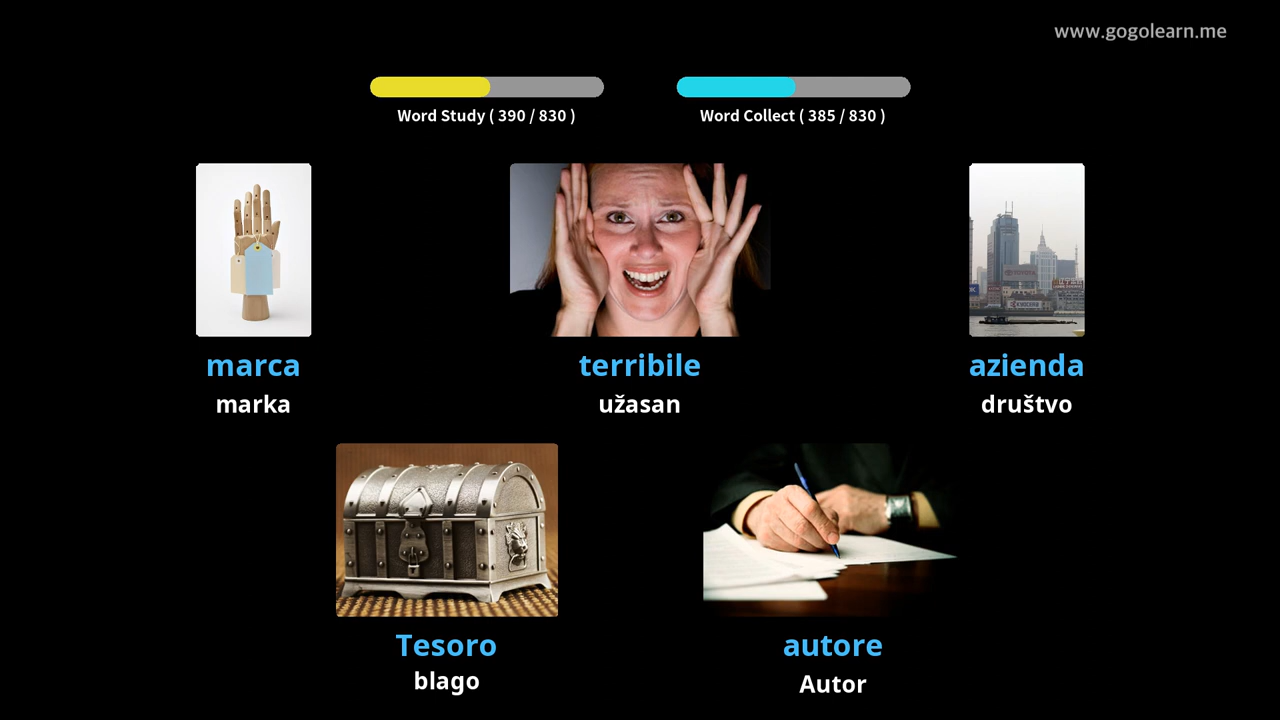 www.gogolearn.me
Word Study ( 390 / 830 )
Word Collect ( 385 / 830 )
TOYOTA
marca
terribile
azienda
marka
užasan
društvo
Tesoro
autore
blago
Autor